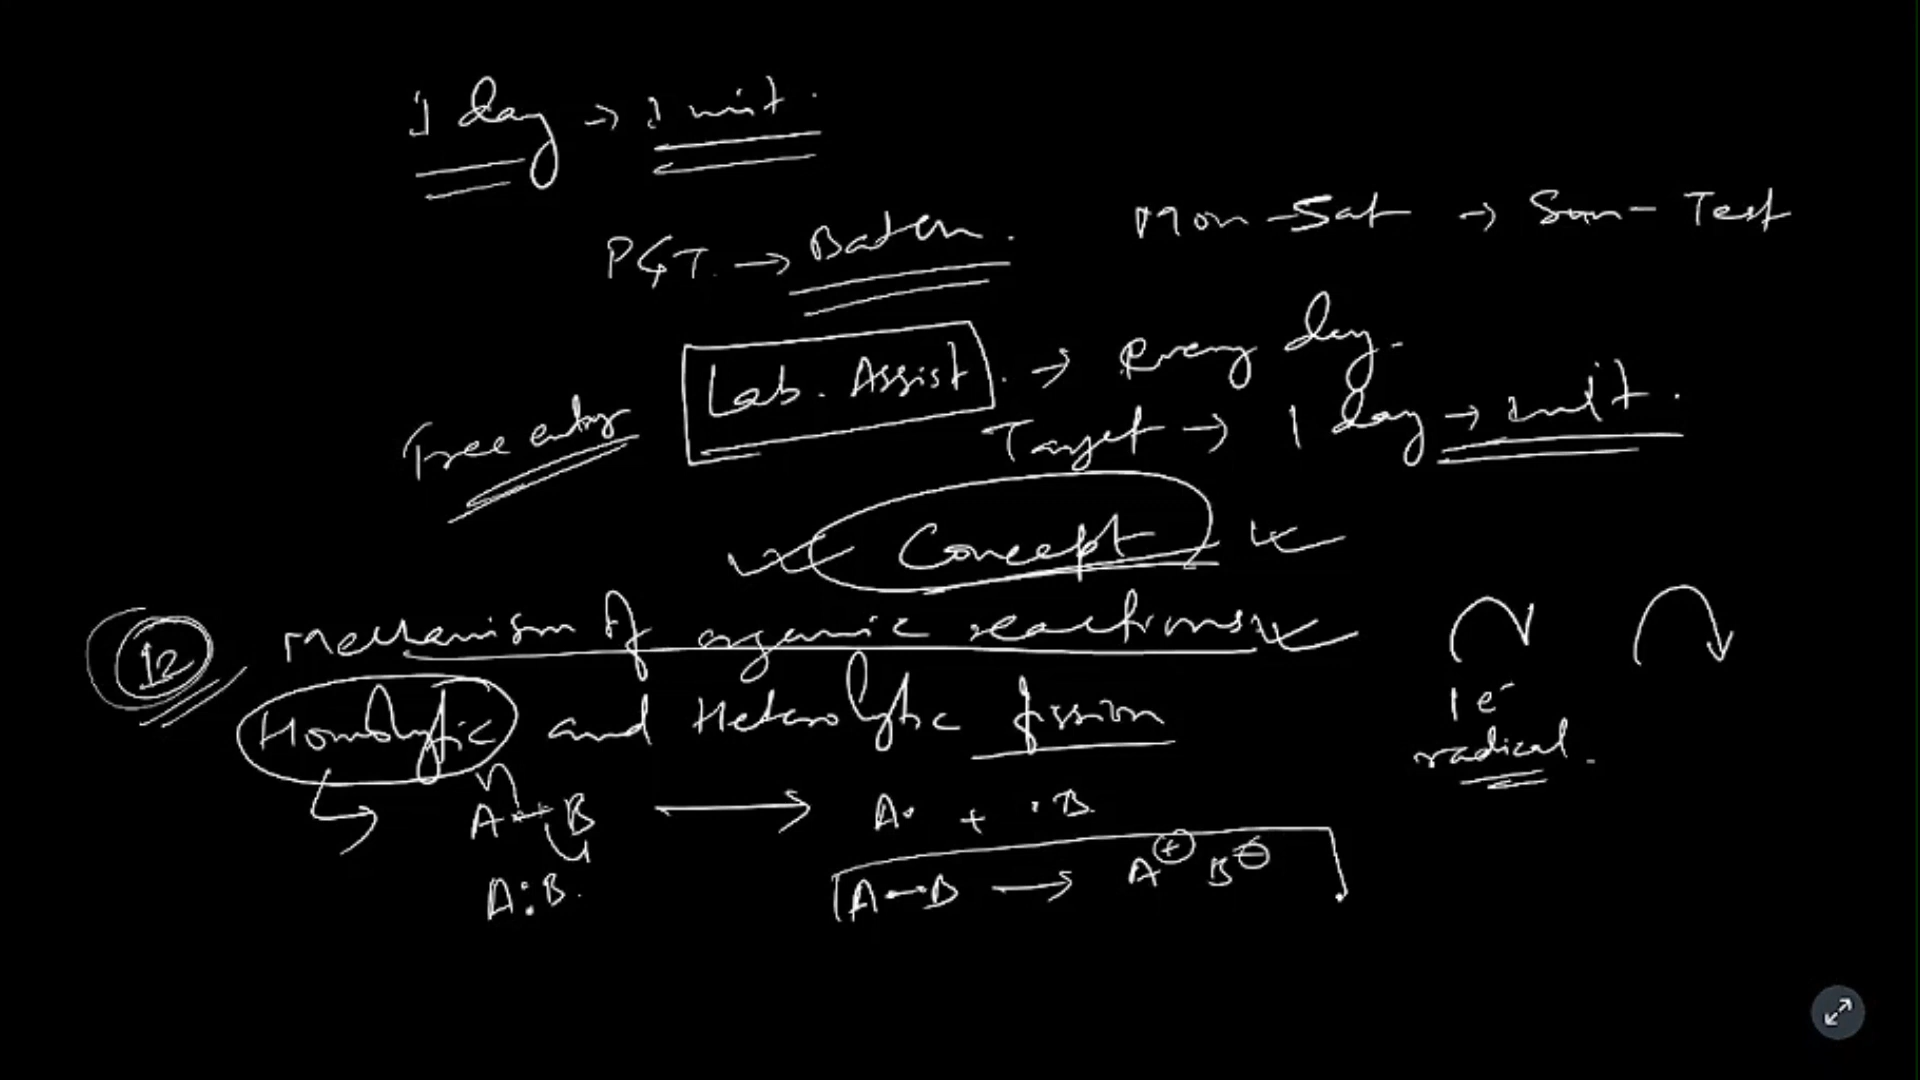 1 day → 1 unit.
Mon-Sat → Sun- Test
PGT. → Batch.
Lab. Assist. → Every day.
Free entry
Target → 1 day → unit.
Concept
12 Mechanism of organic reactions
Homolytic and Heterolytic fission
1 e⁻
radical.
A - B ⟶ A. + .B
A:B.
A-B ⟶ A⊕ B⊖